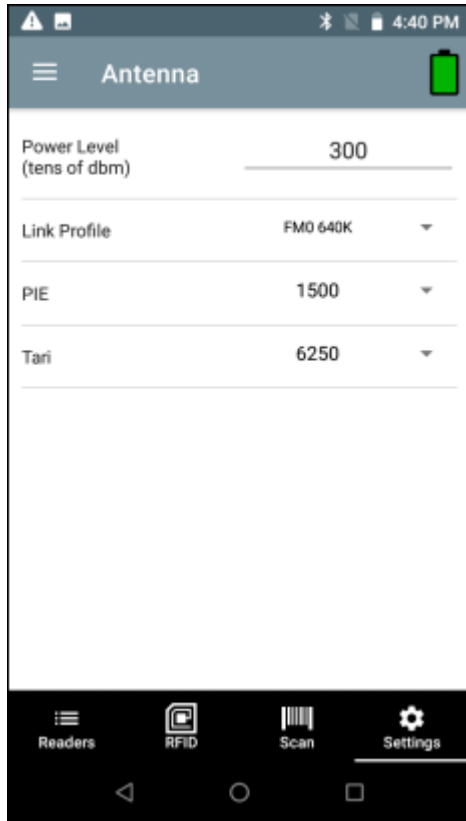 4:40 PM
Antenna
Power Level
(tens of dbm)
300
Link Profile
FM0 640K
PIE
1500
Tari
6250
Readers
RFID
Scan
Settings